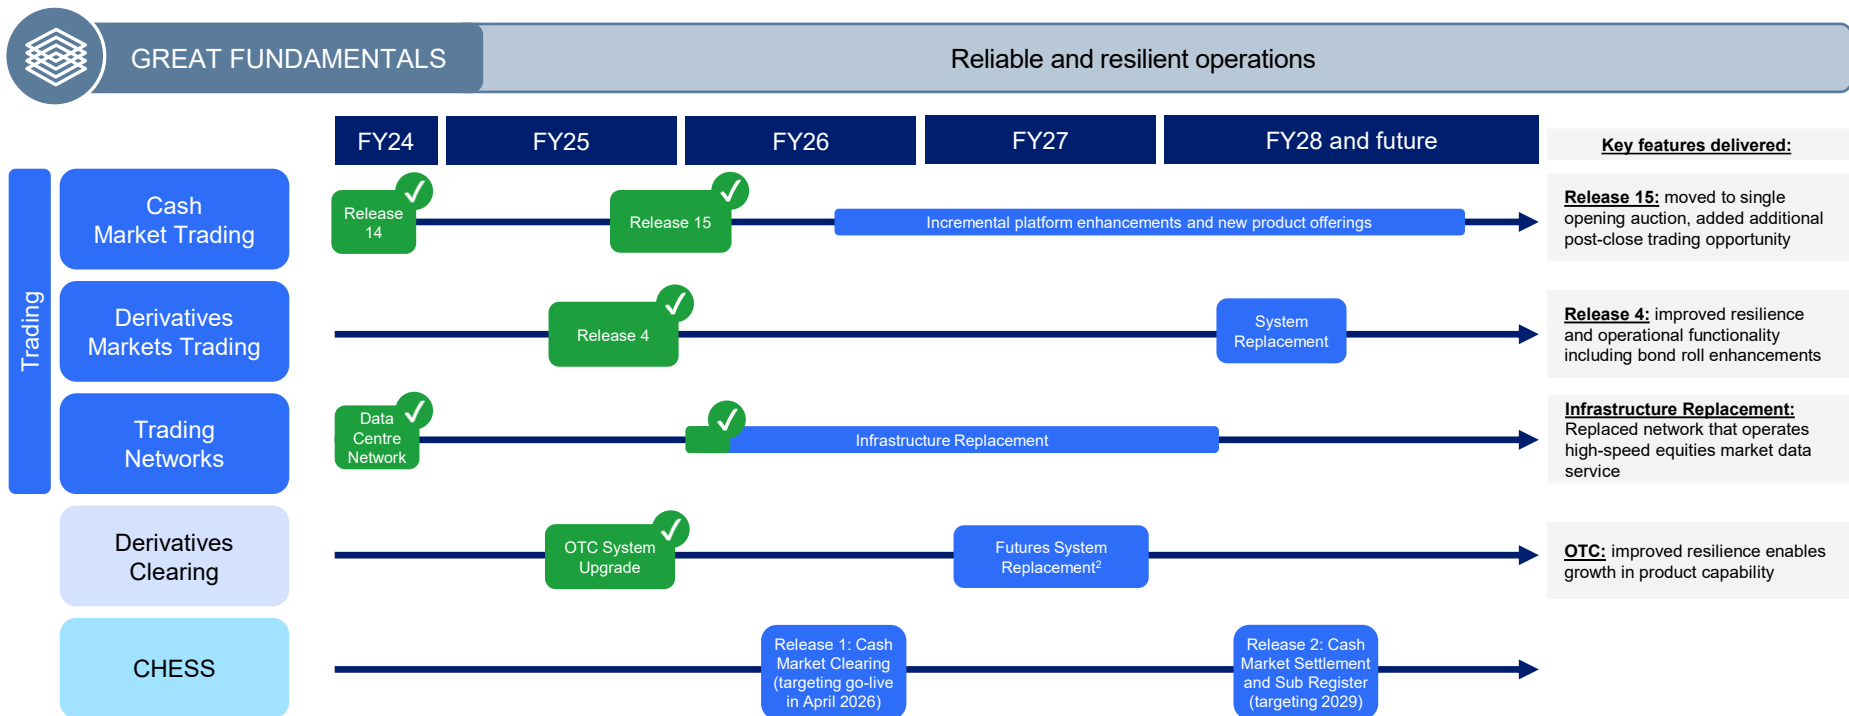 GREAT FUNDAMENTALS
Reliable and resilient operations
FY24
FY25
FY26
FY27
FY28 and future
Key features delivered:
Trading
Cash
Market Trading
Release
14
Release 15
Incremental platform enhancements and new product offerings
Release 15: moved to single
opening auction, added additional
post-close trading opportunity
Derivatives
Markets Trading
Release 4
System
Replacement
Release 4: improved resilience
and operational functionality
including bond roll enhancements
Trading
Networks
Data
Centre
Network
Infrastructure Replacement
Infrastructure Replacement:
Replaced network that operates
high-speed equities market data
service
Derivatives
Clearing
OTC System
Upgrade
Futures System
Replacement²
OTC: improved resilience enables
growth in product capability
CHESS
Release 1: Cash
Market Clearing
(targeting go-live
in April 2026)
Release 2: Cash
Market Settlement
and Sub Register
(targeting 2029)